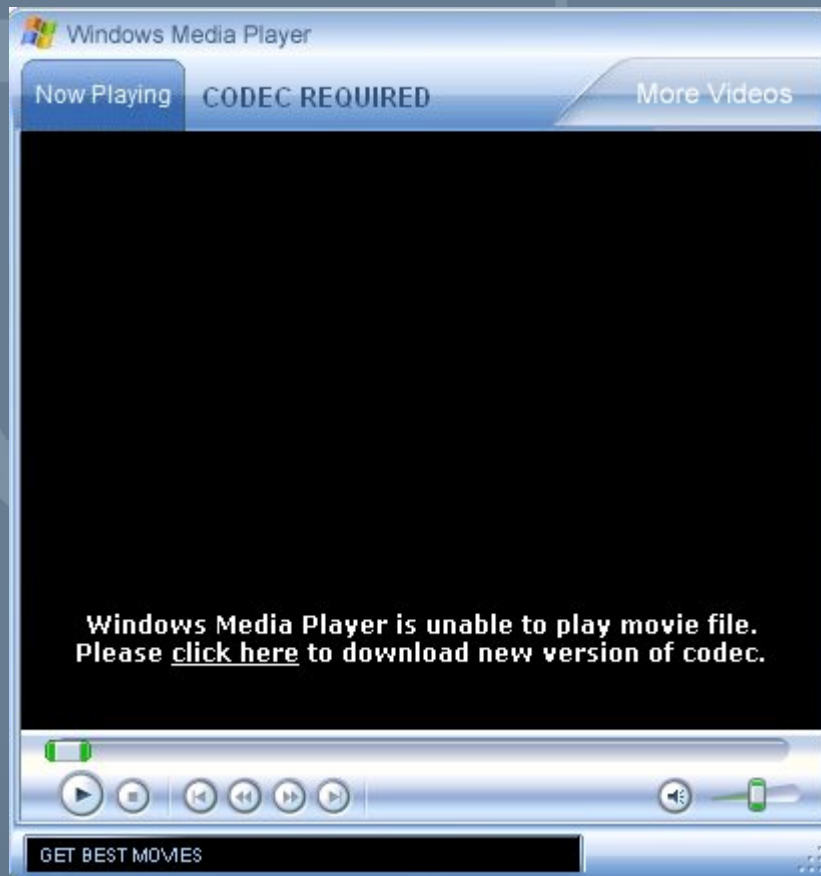 Windows Media Player
Now Playing
CODEC REQUIRED
More Videos
Windows Media Player is unable to play movie file.
Please click here to download new version of codec.
GET BEST MOVIES